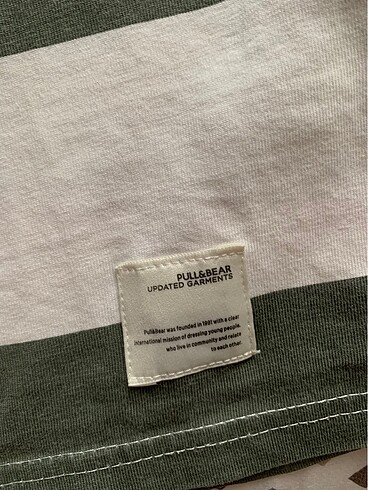 PULL&BEAR
UPDATED GARMENTS
Pull&Bear was founded in 1991 with a clear
international mission of dressing young people,
who live in community and relate
to each other.